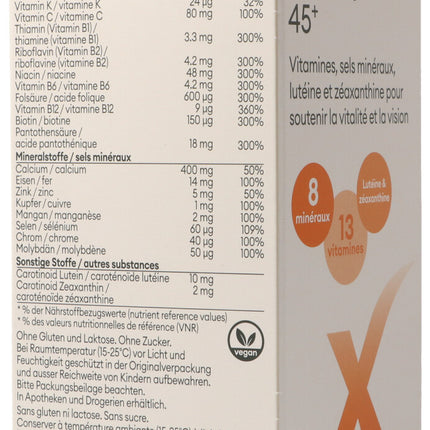 Vitamin K / vitamine K 24 µg 32%
Vitamin C / vitamine C 80 mg 100%
Thiamin (Vitamin B1) /
thiamine (vitamine B1) 3.3 mg 300%
Riboflavin (Vitamin B2) /
riboflavine (vitamine B2) 4.2 mg 300%
Niacin / niacine 48 mg 300%
Vitamin B6 / vitamine B6 4.2 mg 300%
Folsäure / acide folique 600 µg 300%
Vitamin B12 / vitamine B12 9 µg 360%
Biotin / biotine 150 µg 300%
Pantothensäure /
acide pantothénique 18 mg 300%
Mineralstoffe / sels minéraux
Calcium / calcium 400 mg 50%
Eisen / fer 14 mg 100%
Zink / zinc 5 mg 50%
Kupfer / cuivre 1 mg 100%
Mangan / manganèse 2 mg 100%
Selen / sélénium 60 µg 109%
Chrom / chrome 40 µg 100%
Molybdän / molybdène 50 µg 100%
Sonstige Stoffe / autres substances
Carotinoid Lutein / caroténoïde lutéine 10 mg
Carotinoid Zeaxanthin / 2 mg
caroténoïde zéaxanthine
* % der Nährstoffbezugswerte (nutrient reference values)
* % des valeurs nutritionnelles de référence (VNR)
Ohne Gluten und Laktose. Ohne Zucker.
Bei Raumtemperatur (15-25°C) vor Licht und
Feuchtigkeit geschützt in der Originalverpackung
und ausser Reichweite von Kindern aufbewahren.
Bitte Packungsbeilage beachten.
In Apotheken und Drogerien erhältlich.
Sans gluten ni lactose. Sans sucre.
Conserver à température ambiante (15-25°C)
vegan
45+
Vitamines, sels minéraux,
lutéine et zéaxanthine pour
soutenir la vitalité et la vision
8
minéraux
Lutéine &
zéaxanthine
13
vitamines